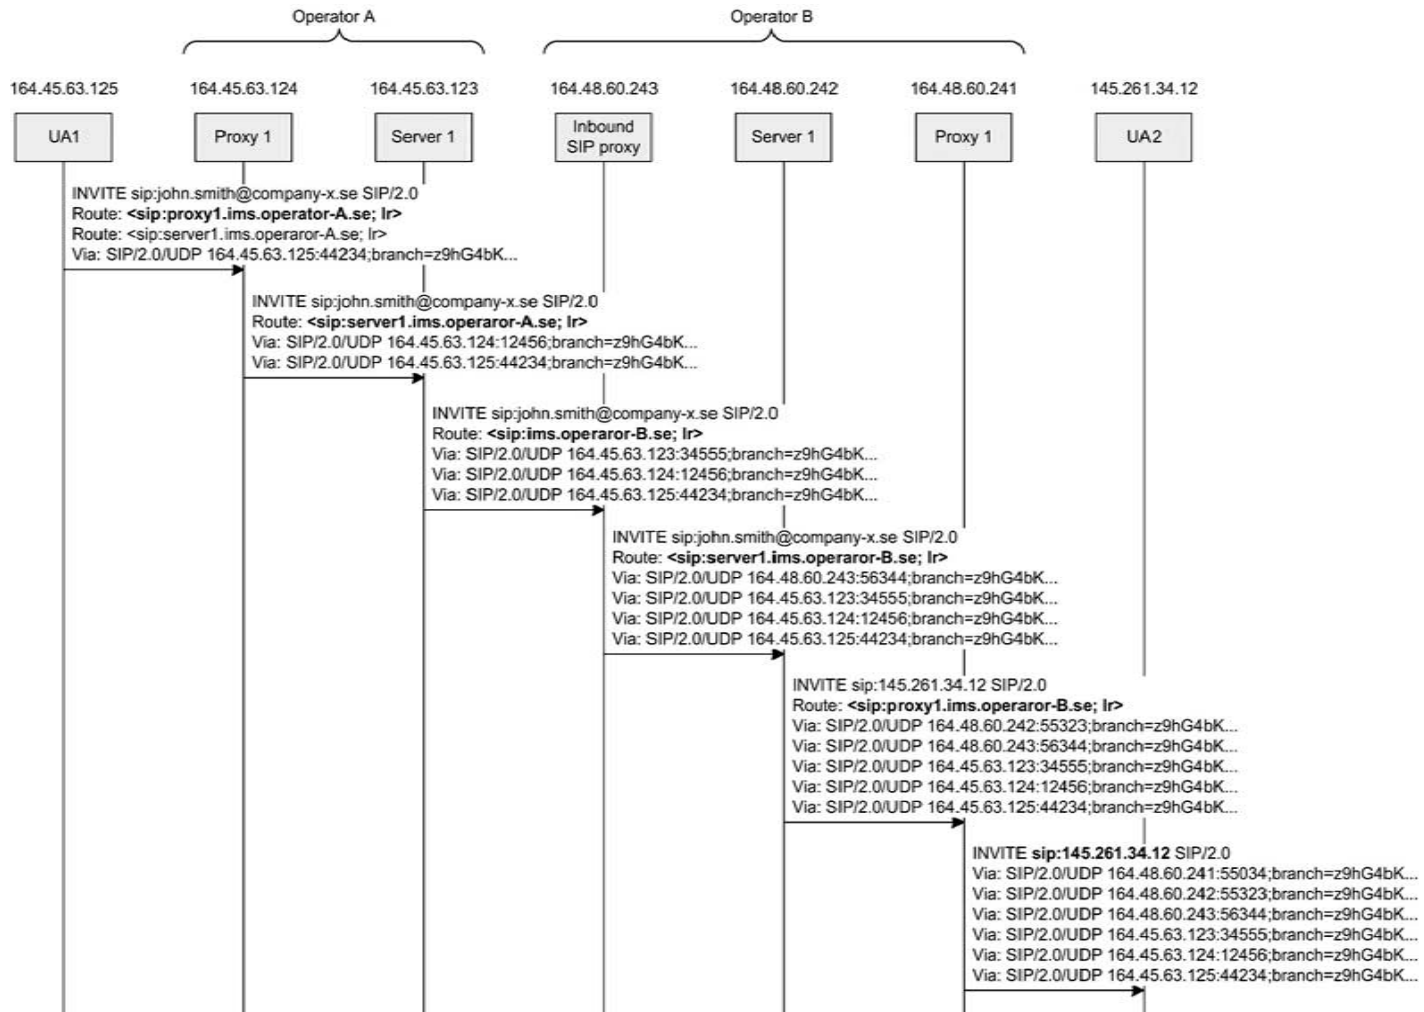 Operator A
Operator B
164.45.63.125
164.45.63.124
164.45.63.123
164.48.60.243
164.48.60.242
164.48.60.241
145.261.34.12
UA1
Proxy 1
Server 1
Inbound
SIP proxy
Server 1
Proxy 1
UA2
INVITE sip:john.smith@company-x.se SIP/2.0
Route: <sip:proxy1.ims.operator-A.se; lr>
Route: <sip:server1.ims.operaror-A.se; lr>
Via: SIP/2.0/UDP 164.45.63.125:44234;branch=z9hG4bK...
INVITE sip:john.smith@company-x.se SIP/2.0
Route: <sip:server1.ims.operaror-A.se; lr>
Via: SIP/2.0/UDP 164.45.63.124:12456;branch=z9hG4bK...
Via: SIP/2.0/UDP 164.45.63.125:44234;branch=z9hG4bK...
INVITE sip:john.smith@company-x.se SIP/2.0
Route: <sip:ims.operaror-B.se; lr>
Via: SIP/2.0/UDP 164.45.63.123:34555;branch=z9hG4bK...
Via: SIP/2.0/UDP 164.45.63.124:12456;branch=z9hG4bK...
Via: SIP/2.0/UDP 164.45.63.125:44234;branch=z9hG4bK...
INVITE sip:john.smith@company-x.se SIP/2.0
Route: <sip:server1.ims.operaror-B.se; lr>
Via: SIP/2.0/UDP 164.48.60.243:56344;branch=z9hG4bK...
Via: SIP/2.0/UDP 164.45.63.123:34555;branch=z9hG4bK...
Via: SIP/2.0/UDP 164.45.63.124:12456;branch=z9hG4bK...
Via: SIP/2.0/UDP 164.45.63.125:44234;branch=z9hG4bK...
INVITE sip:145.261.34.12 SIP/2.0
Route: <sip:proxy1.ims.operaror-B.se; lr>
Via: SIP/2.0/UDP 164.48.60.242:55323;branch=z9hG4bK...
Via: SIP/2.0/UDP 164.48.60.243:56344;branch=z9hG4bK...
Via: SIP/2.0/UDP 164.45.63.123:34555;branch=z9hG4bK...
Via: SIP/2.0/UDP 164.45.63.124:12456;branch=z9hG4bK...
Via: SIP/2.0/UDP 164.45.63.125:44234;branch=z9hG4bK...
INVITE sip:145.261.34.12 SIP/2.0
Via: SIP/2.0/UDP 164.48.60.241:55034;branch=z9hG4bK...
Via: SIP/2.0/UDP 164.48.60.242:55323;branch=z9hG4bK...
Via: SIP/2.0/UDP 164.48.60.243:56344;branch=z9hG4bK...
Via: SIP/2.0/UDP 164.45.63.123:34555;branch=z9hG4bK...
Via: SIP/2.0/UDP 164.45.63.124:12456;branch=z9hG4bK...
Via: SIP/2.0/UDP 164.45.63.125:44234;branch=z9hG4bK...